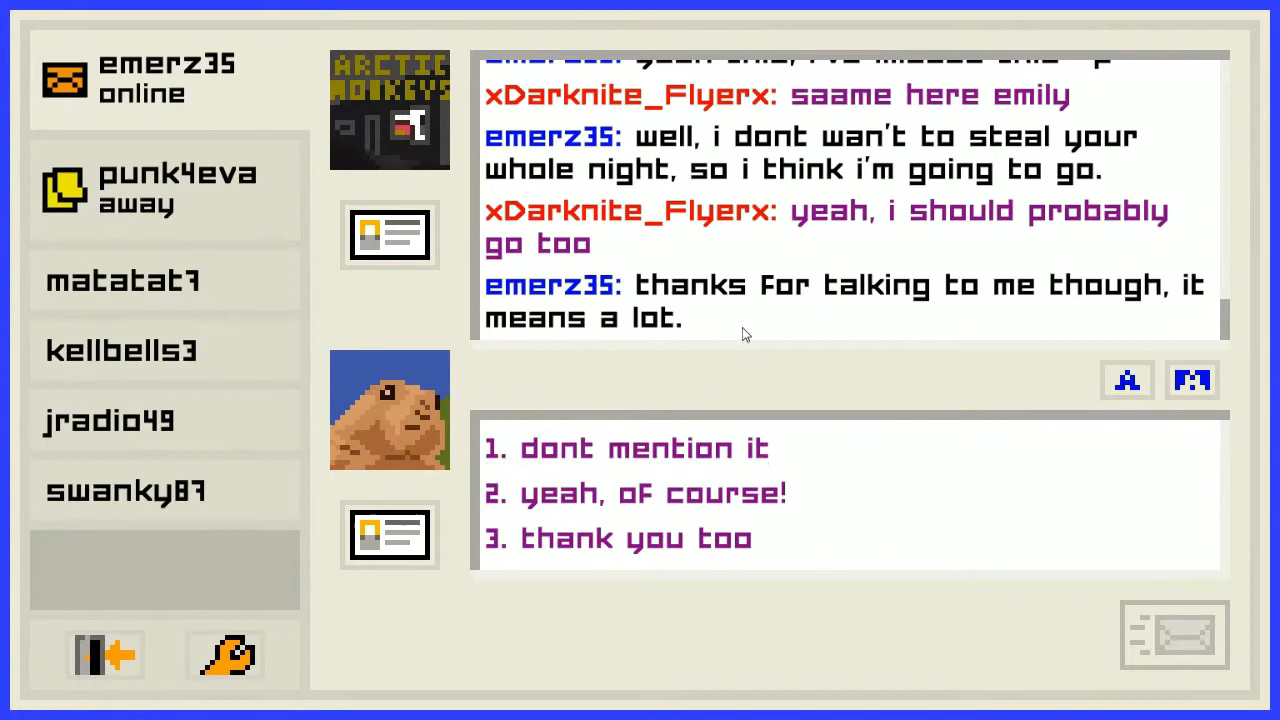 emerz35
online
punk4eva
away
matatat7
kellbells3
jradio49
swanky87
ARCTIC
MONKEYS
xDarknite_Flyerx: saame here emily
emerz35: well, i dont wan't to steal your
whole night, so i think i'm going to go.
xDarknite_Flyerx: yeah, i should probably
go too
emerz35: thanks for talking to me though, it
means a lot.
A
1. dont mention it
2. yeah, of course!
3. thank you too